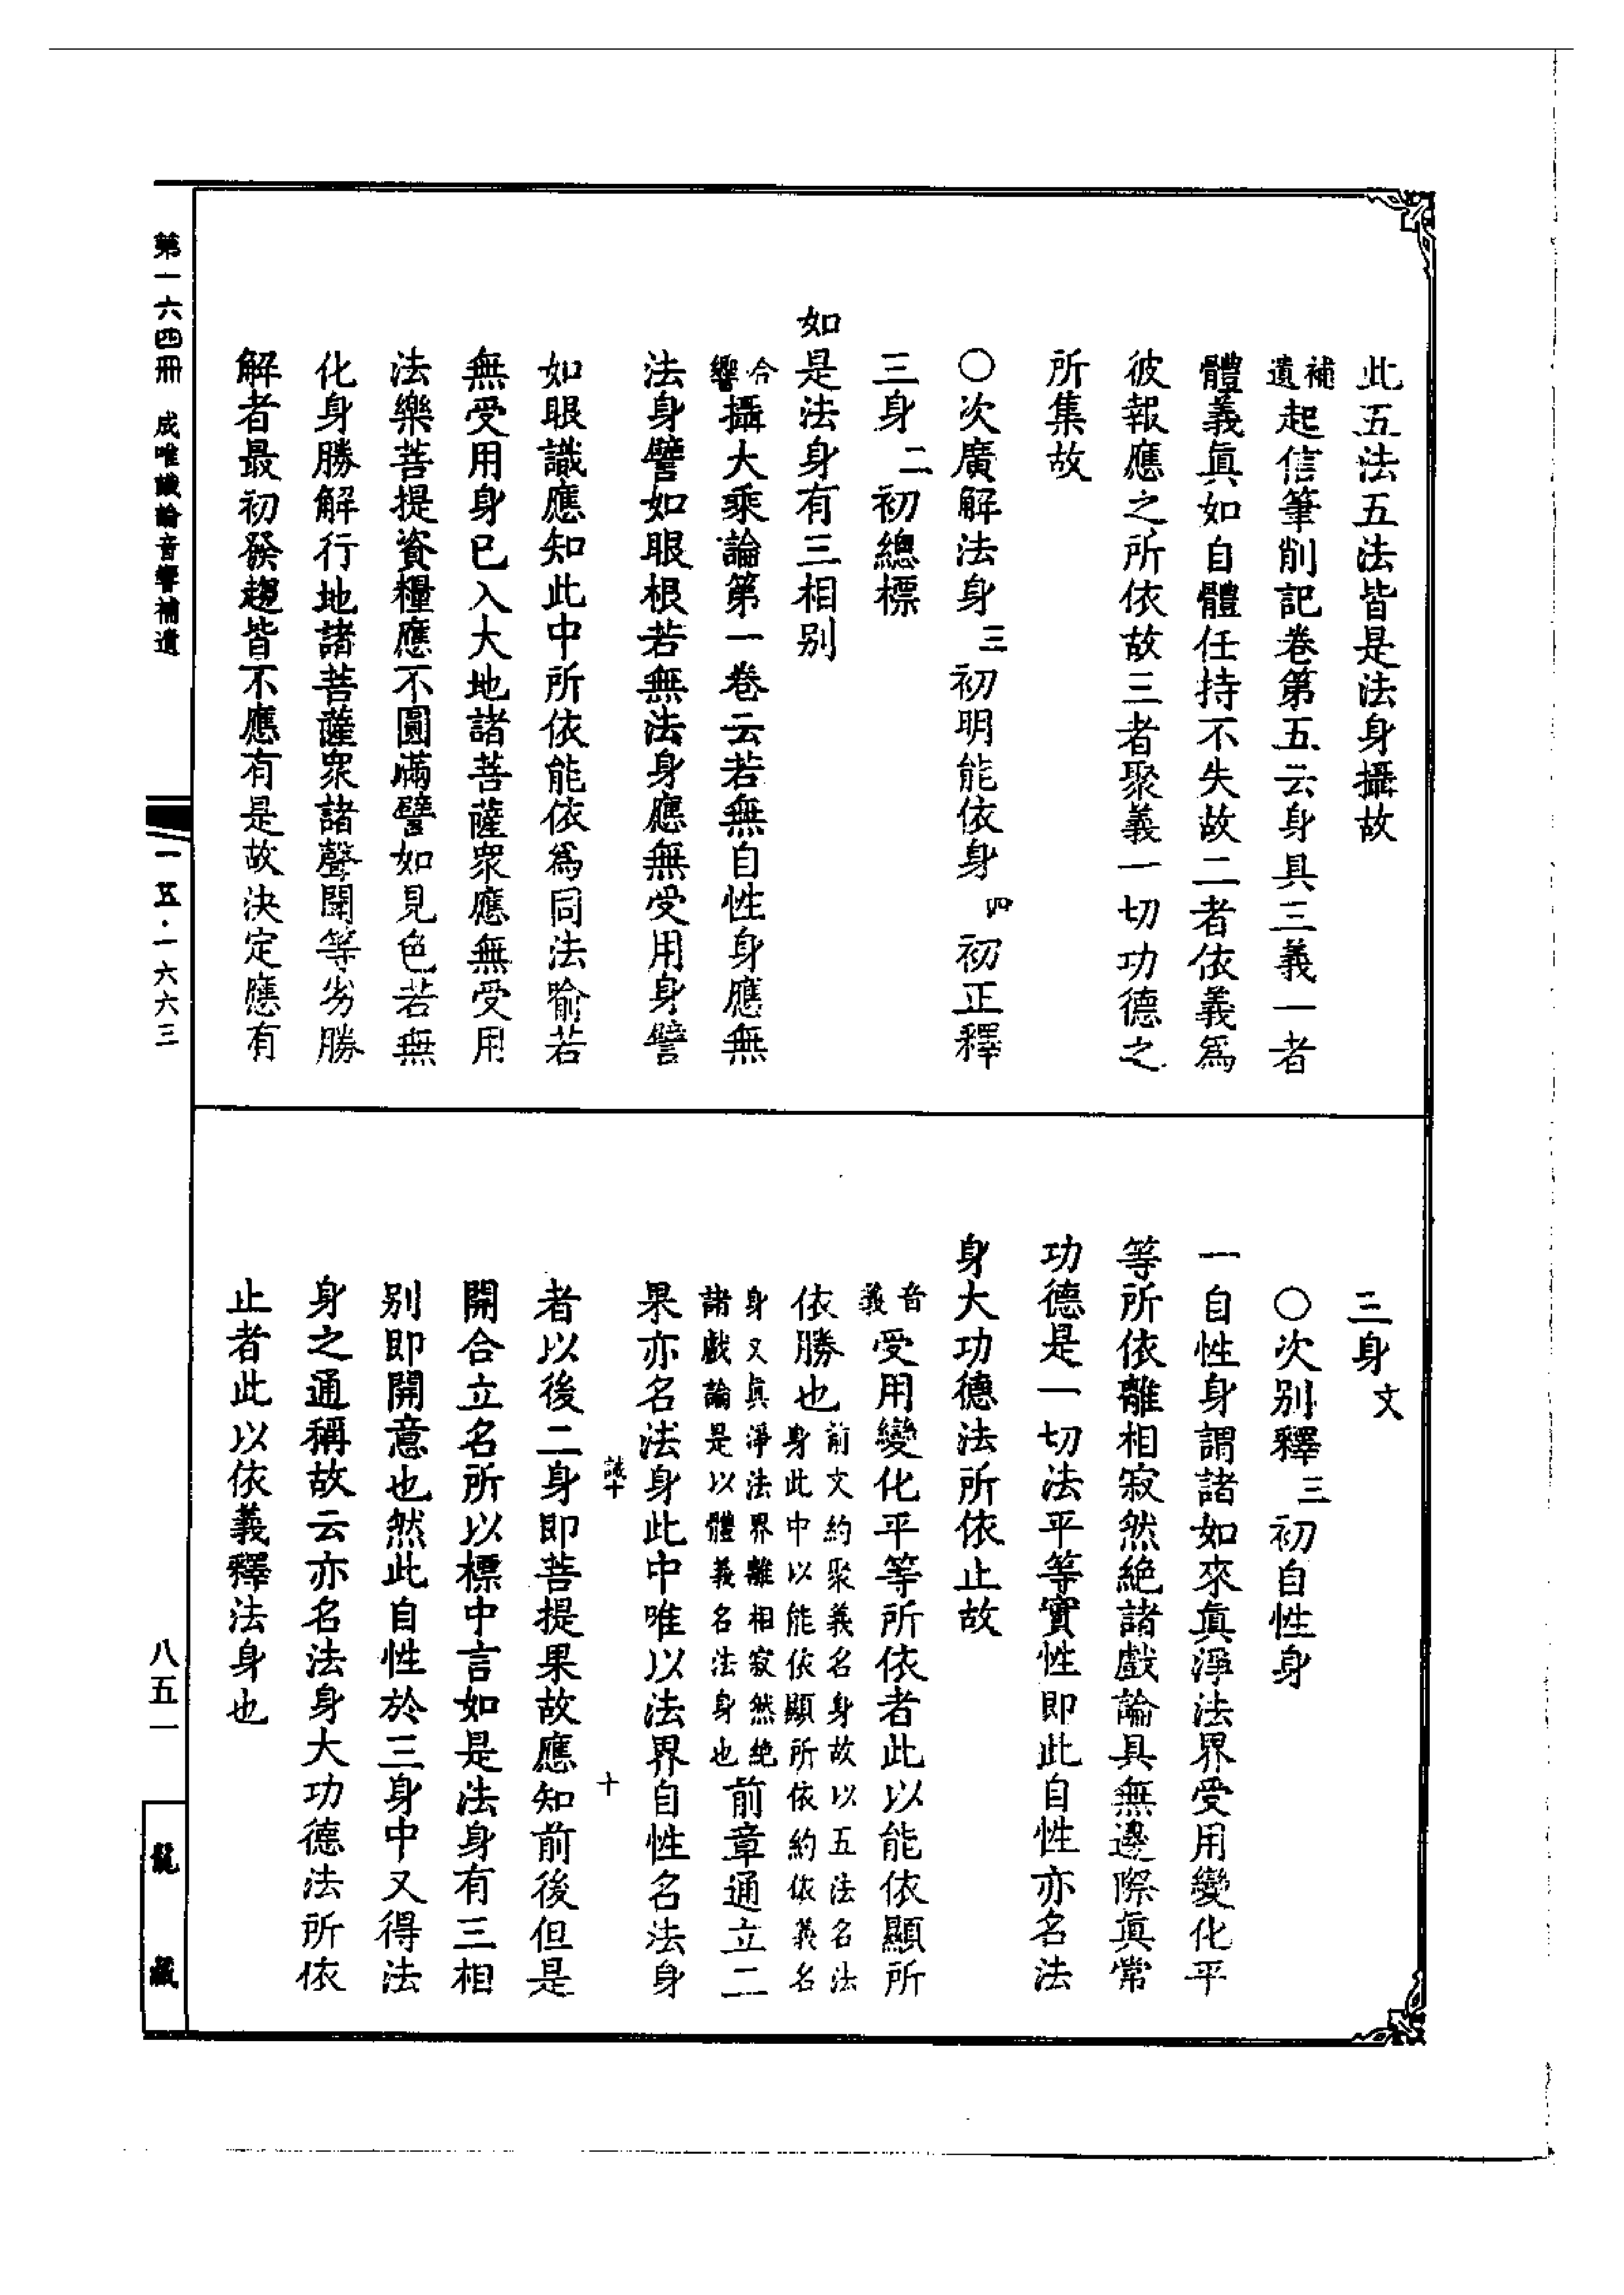 此五法五法皆是法身攝故
補遺起信筆削記卷第五云身具三義一者
體義眞如自體任持不失故二者依義爲
彼報應之所依故三者聚義一切功德之
所集故
〇次廣解法身三初明能依身四初正釋
三身二初總標
如是法身有三相别
合響攝大乘論第一卷云若無自性身應無
法身譬如眼根若無法身應無受用身譬
如眼識應知此中所依能依爲同法喻若
無受用身已入大地諸菩薩衆應無受用
法樂菩提資糧應不圓滿譬如見色若無
化身勝解行地諸菩薩衆諸聲聞等劣勝
解者最初發趨皆不應有是故決定應有
三身文
〇次别釋三初自性身
一自性身謂諸如來眞淨法界受用變化平
等所依離相寂然絶諸戲論具無邊際眞常
功德是一切法平等實性即此自性亦名法
身大功德法所依止故
音義受用變化平等所依者此以能依顯所
依勝也前文約聚義名身故以五法名法身此中以能依顯所依約依義名
身又眞淨法界離相寂然絶諸戲論是以體義名法身也前章通立二
果亦名法身此中唯以法界自性名法身
識十 十
者以後二身即菩提果故應知前後但是
開合立名所以標中言如是法身有三相
别即開意也然此自性於三身中又得法
身之通稱故云亦名法身大功德法所依
止者此以依義釋法身也
第一六四冊 成唯識論音響補遺
一五·一六六三
八五一
龍藏